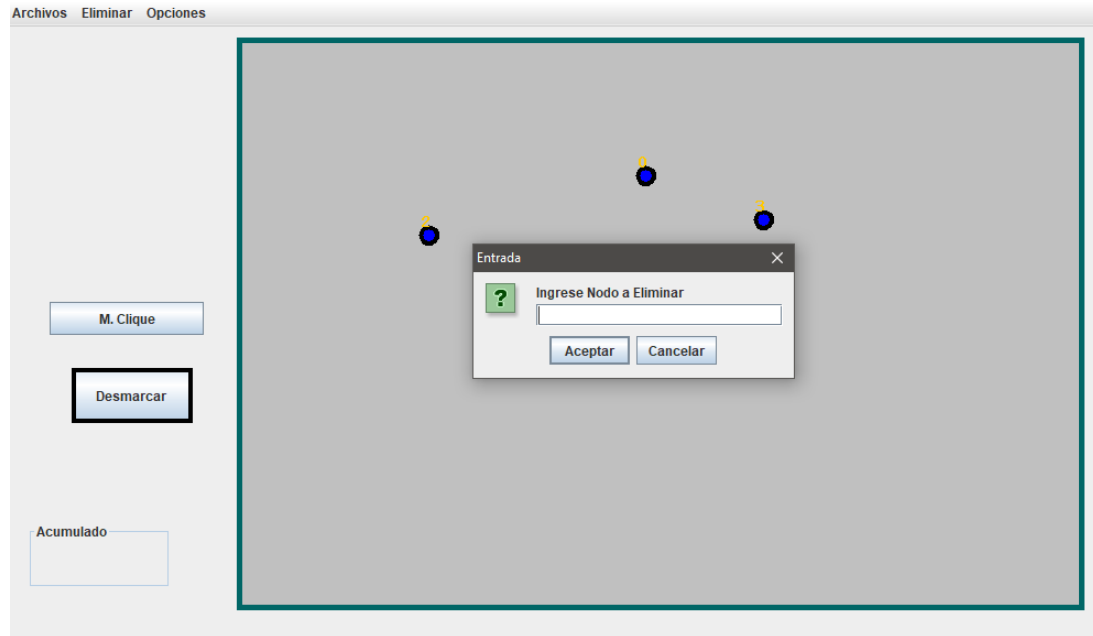 Archivos Eliminar Opciones
Entrada
Ingrese Nodo a Eliminar
Aceptar Cancelar
M. Clique
Desmarcar
Acumulado